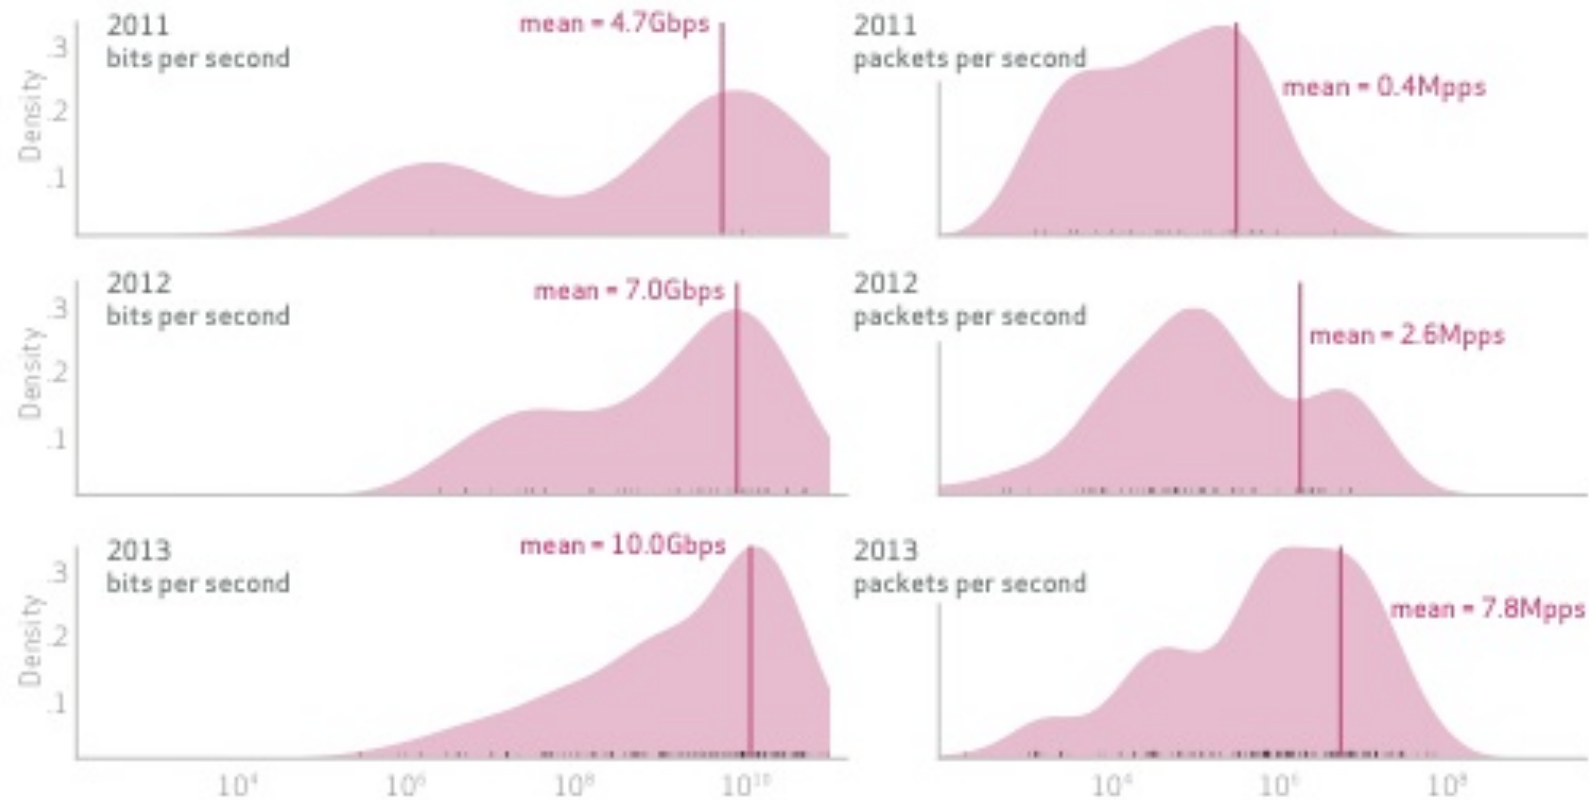 2011
bits per second
mean = 4.7Gbps
.3
.2
.1
Density
2011
packets per second
mean = 0.4Mpps
2012
bits per second
mean = 7.0Gbps
.3
.2
.1
Density
2012
packets per second
mean = 2.6Mpps
2013
bits per second
mean = 10.0Gbps
.3
.2
.1
Density
2013
packets per second
mean = 7.8Mpps
10⁴ 10⁶ 10⁸ 10¹⁰
10⁴ 10⁶ 10⁸